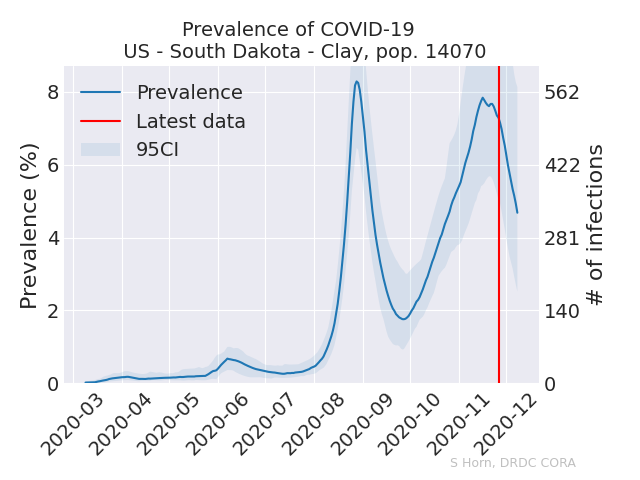 Prevalence of COVID-19
US - South Dakota - Clay, pop. 14070
Prevalence
Latest data
95CI
Prevalence (%)
8
6
4
2
0
562
422
281
140
0
# of infections
2020-03
2020-04
2020-05
2020-06
2020-07
2020-08
2020-09
2020-10
2020-11
2020-12
S Horn, DRDC CORA